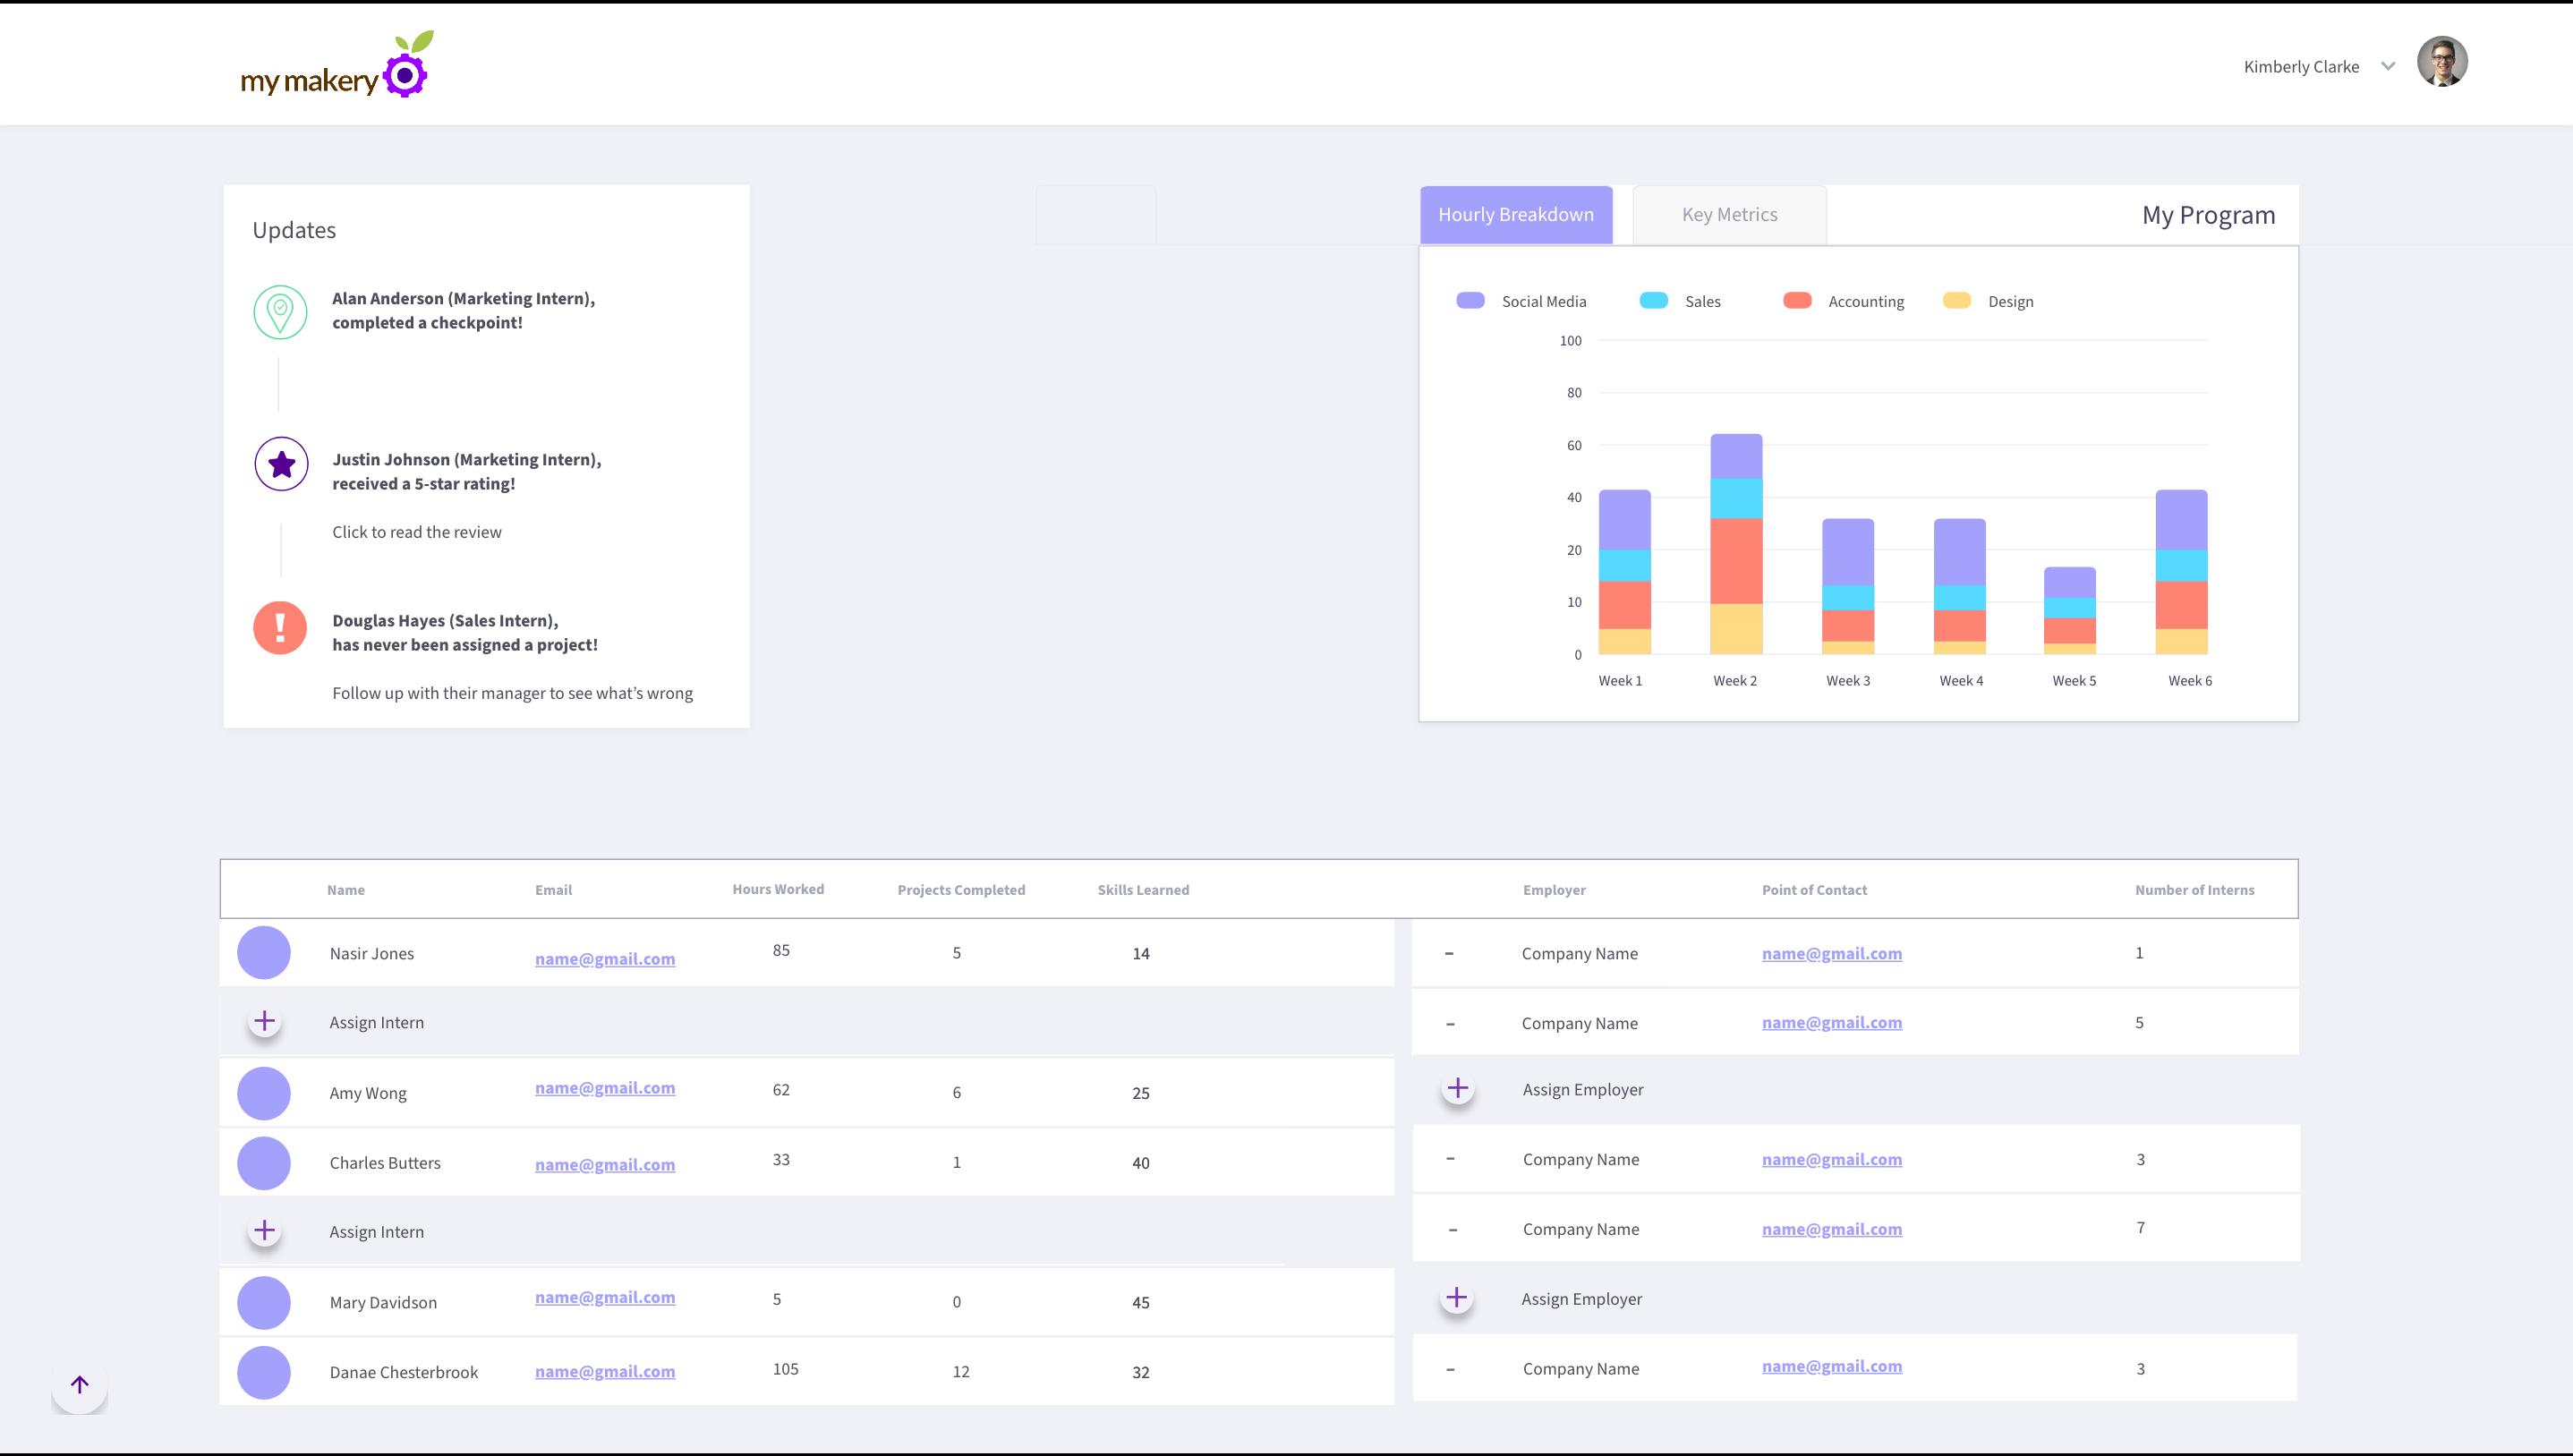 my makery
Kimberly Clarke
Updates
Alan Anderson (Marketing Intern),
completed a checkpoint!
Justin Johnson (Marketing Intern),
received a 5-star rating!
Click to read the review
Douglas Hayes (Sales Intern),
has never been assigned a project!
Follow up with their manager to see what’s wrong
Hourly Breakdown Key Metrics My Program
Social Media Sales Accounting Design
100
80
60
40
20
10
0
Week 1 Week 2 Week 3 Week 4 Week 5 Week 6
Name Email Hours Worked Projects Completed Skills Learned Employer Point of Contact Number of Interns
Nasir Jones name@gmail.com 85 5 14
Assign Intern
Amy Wong name@gmail.com 62 6 25
Charles Butters name@gmail.com 33 1 40
Assign Intern
Mary Davidson name@gmail.com 5 0 45
Danae Chesterbrook name@gmail.com 105 12 32
- Company Name name@gmail.com 1
- Company Name name@gmail.com 5
Assign Employer
- Company Name name@gmail.com 3
- Company Name name@gmail.com 7
Assign Employer
- Company Name name@gmail.com 3